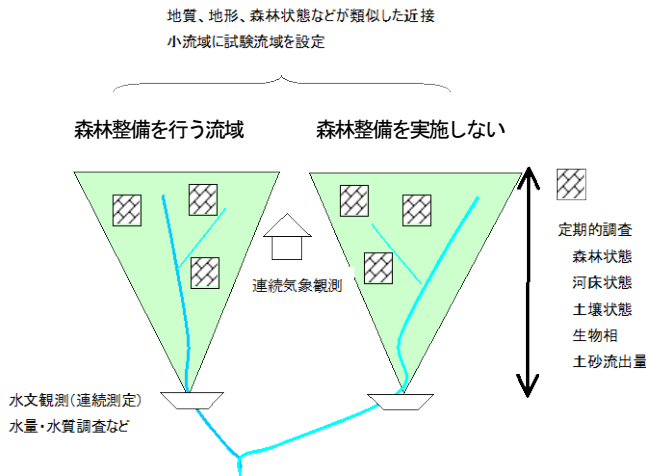 地質、地形、森林状態などが類似した近接
小流域に試験流域を設定
森林整備を行う流域
森林整備を実施しない
連続気象観測
定期的調査
森林状態
河床状態
土壌状態
生物相
土砂流出量
水文観測(連続測定)
水量・水質調査など